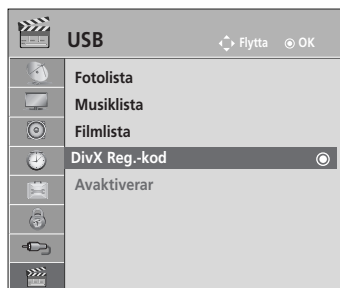 USB
Flytta OK
Fotolista
Musiklista
Filmlista
DivX Reg.-kod
Avaktiverar